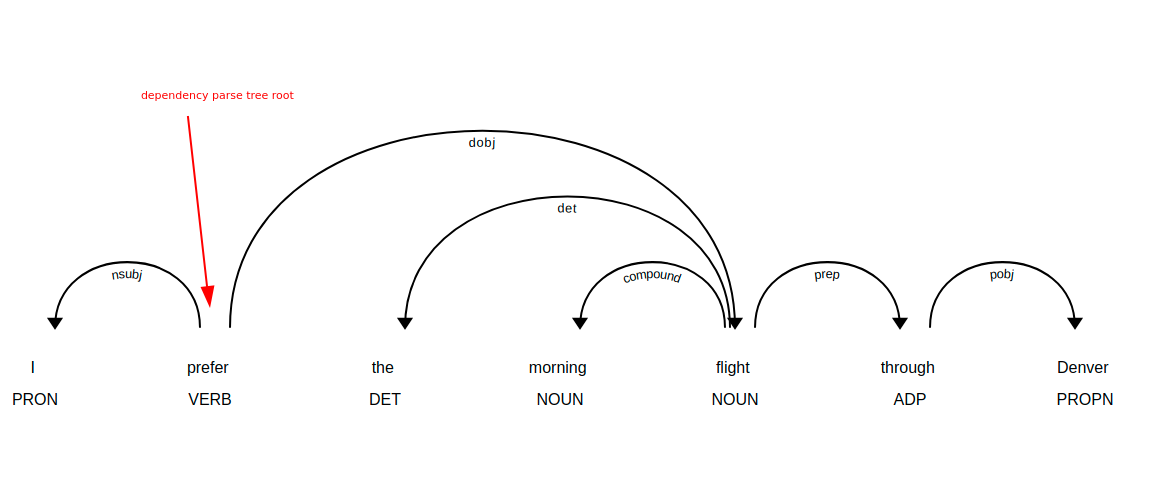 dependency parse tree root
dobj
det
nsubj
compound
prep
pobj
I prefer the morning flight through Denver
PRON VERB DET NOUN NOUN ADP PROPN